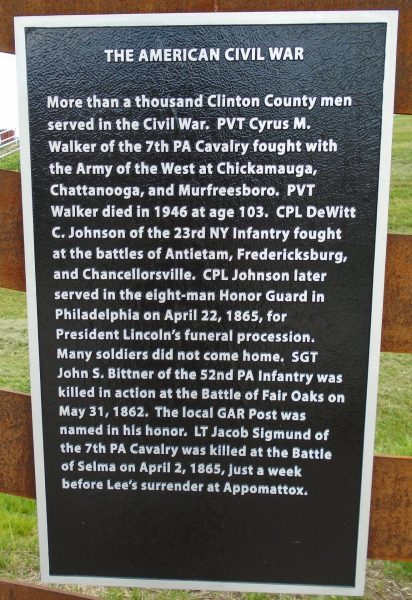 THE AMERICAN CIVIL WAR
More than a thousand Clinton County men
served in the Civil War. PVT Cyrus M.
Walker of the 7th PA Cavalry fought with
the Army of the West at Chickamauga,
Chattanooga, and Murfreesboro. PVT
Walker died in 1946 at age 103. CPL DeWitt
C. Johnson of the 23rd NY Infantry fought
at the battles of Antietam, Fredericksburg,
and Chancellorsville. CPL Johnson later
served in the eight-man Honor Guard in
Philadelphia on April 22, 1865, for
President Lincoln's funeral procession.
Many soldiers did not come home. SGT
John S. Bittner of the 52nd PA Infantry was
killed in action at the Battle of Fair Oaks on
May 31, 1862. The local GAR Post was
named in his honor. LT Jacob Sigmund of
the 7th PA Cavalry was killed at the Battle
of Selma on April 2, 1865, just a week
before Lee's surrender at Appomattox.